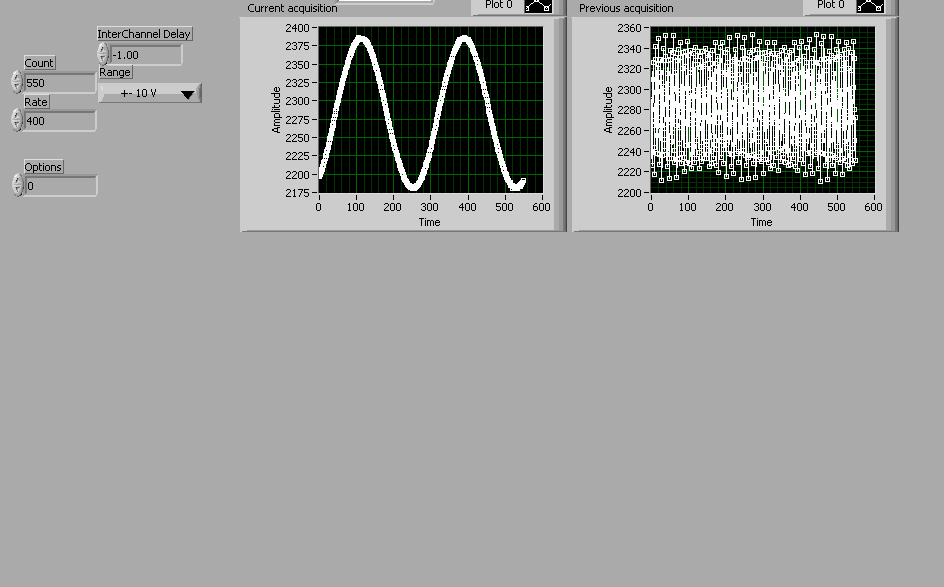 Current acquisition
Plot 0
Previous acquisition
Plot 0
InterChannel Delay
-1.00
Count
550
Range
+- 10 V
Rate
400
Options
0
Amplitude
2400
2375
2350
2325
2300
2275
2250
2225
2200
2175
0 100 200 300 400 500 600
Time
Amplitude
2360
2340
2320
2300
2280
2260
2240
2220
2200
0 100 200 300 400 500 600
Time